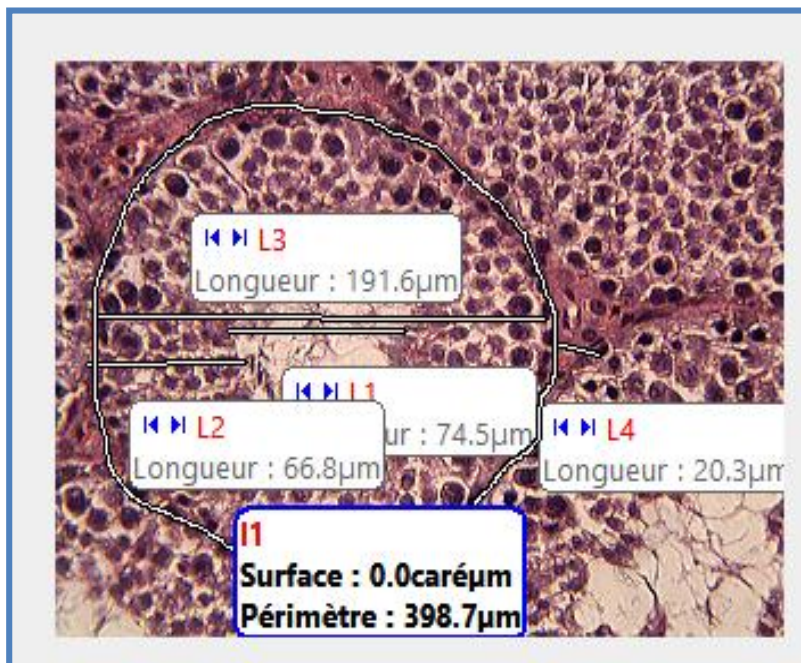 L3
Longueur : 191.6µm
L1
ur : 74.5µm
L2
Longueur : 66.8µm
L4
Longueur : 20.3µm
I1
Surface : 0.0caréµm
Périmètre : 398.7µm